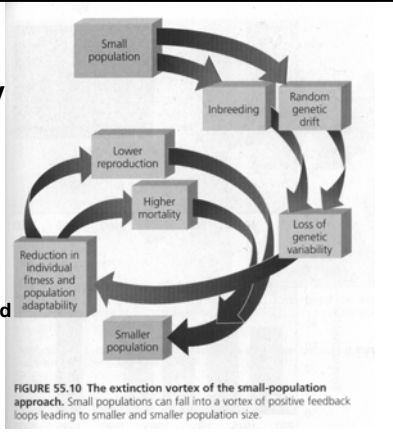 Small
population
Inbreeding
Random
genetic
drift
Lower
reproduction
Higher
mortality
Loss of
genetic
variability
Reduction in
individual
fitness and
population
adaptability
Smaller
population
y
d
FIGURE 55.10 The extinction vortex of the small-population
approach. Small populations can fall into a vortex of positive feedback
loops leading to smaller and smaller population size.